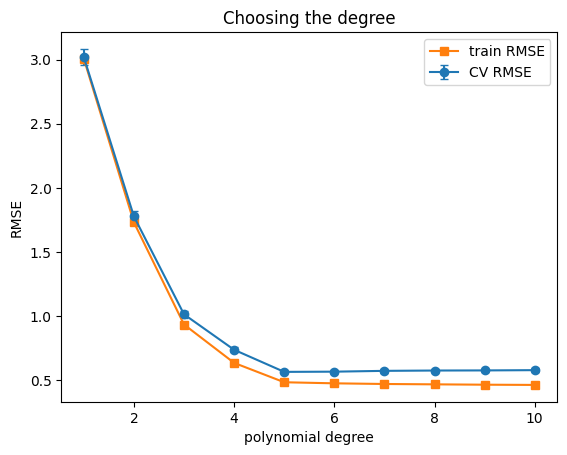 Choosing the degree
train RMSE
CV RMSE
RMSE
3.0
2.5
2.0
1.5
1.0
0.5
2 4 6 8 10
polynomial degree